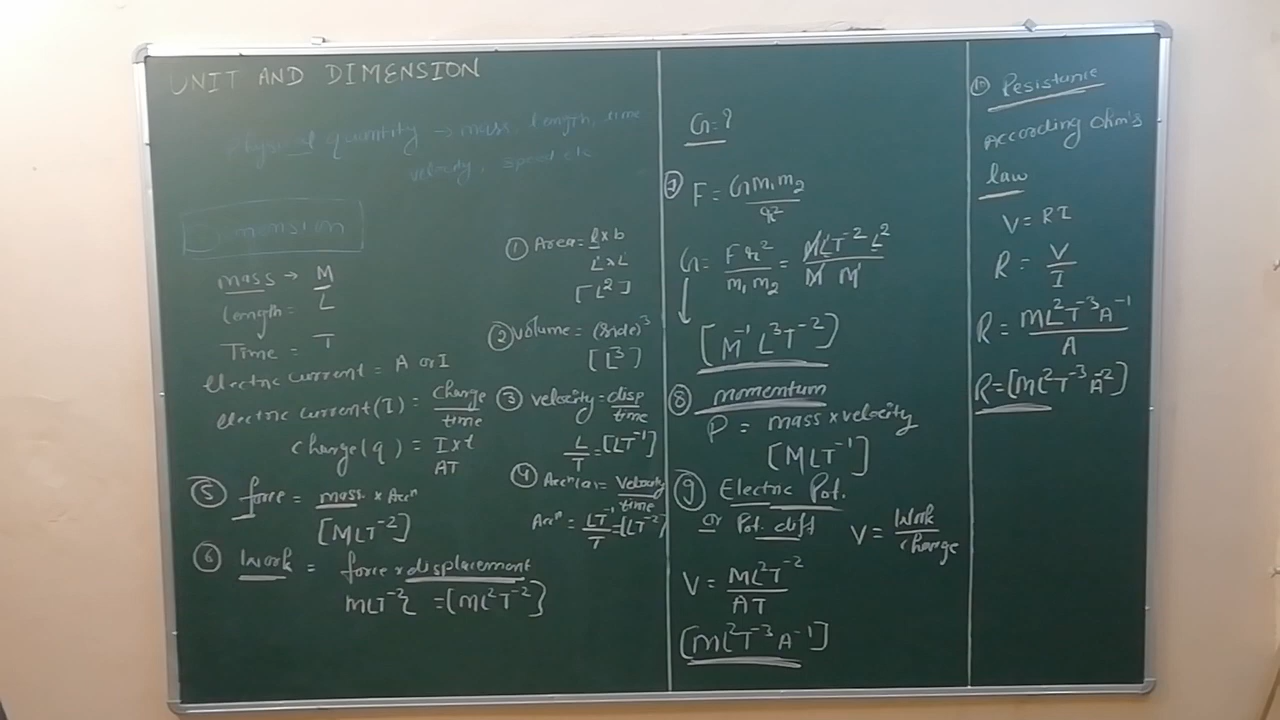 UNIT AND DIMENSION
Physical quantity → mass, length, time
velocity, speed etc
Dimension
mass → M
Length = L
Time = T
electric current = A or I
electric current (I) = charge/time
charge (q) = I x t
AT
⑤ force = mass x Accⁿ
[MLT⁻²]
⑥ Work = force x displacement
MLT⁻²L = [ML²T⁻²]
① Area = l x b
L x L
[L²]
② Volume = (side)³
[L³]
③ velocity = disp/time
L/T = [LT⁻¹]
④ Accⁿ(a) = Velocity/time
Accⁿ = LT⁻¹/T = [LT⁻²]
G = ?
⑦ F = Gm₁m₂/r²
G = Fr²/m₁m₂ = MLT⁻² L²/M M
[M⁻¹L³T⁻²]
⑧ momentum
P = mass x velocity
[MLT⁻¹]
⑨ Electric Pot.
or Pot. diff V = Work/charge
V = ML²T⁻²/AT
[ML²T⁻³A⁻¹]
⑩ Resistance
According Ohm's
law
V = RI
R = V/I
R = ML²T⁻³A⁻¹/A
R = [ML²T⁻³A⁻²]